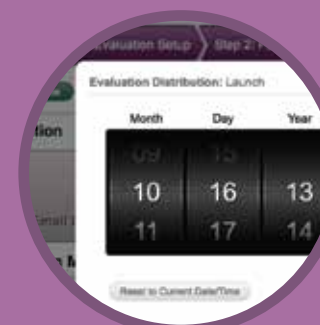 Evaluation Setup Step 2:
Evaluation Distribution: Launch
tion
Month Day Year
09 15
10 16 13
11 17 14
Reset to Current Date/Time